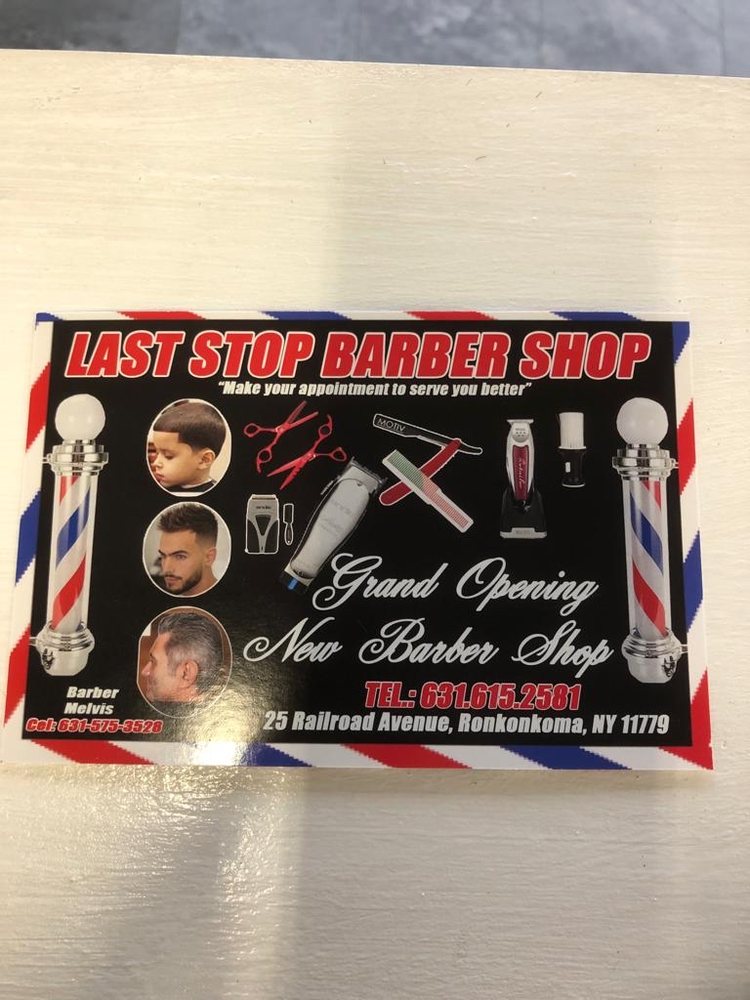 LAST STOP BARBER SHOP
"Make your appointment to serve you better"
MOTIV
Grand Opening
New Barber Shop
Barber
Melvis
Cel: 631-575-3528
TEL.: 631.615.2581
25 Railroad Avenue, Ronkonkoma, NY 11779